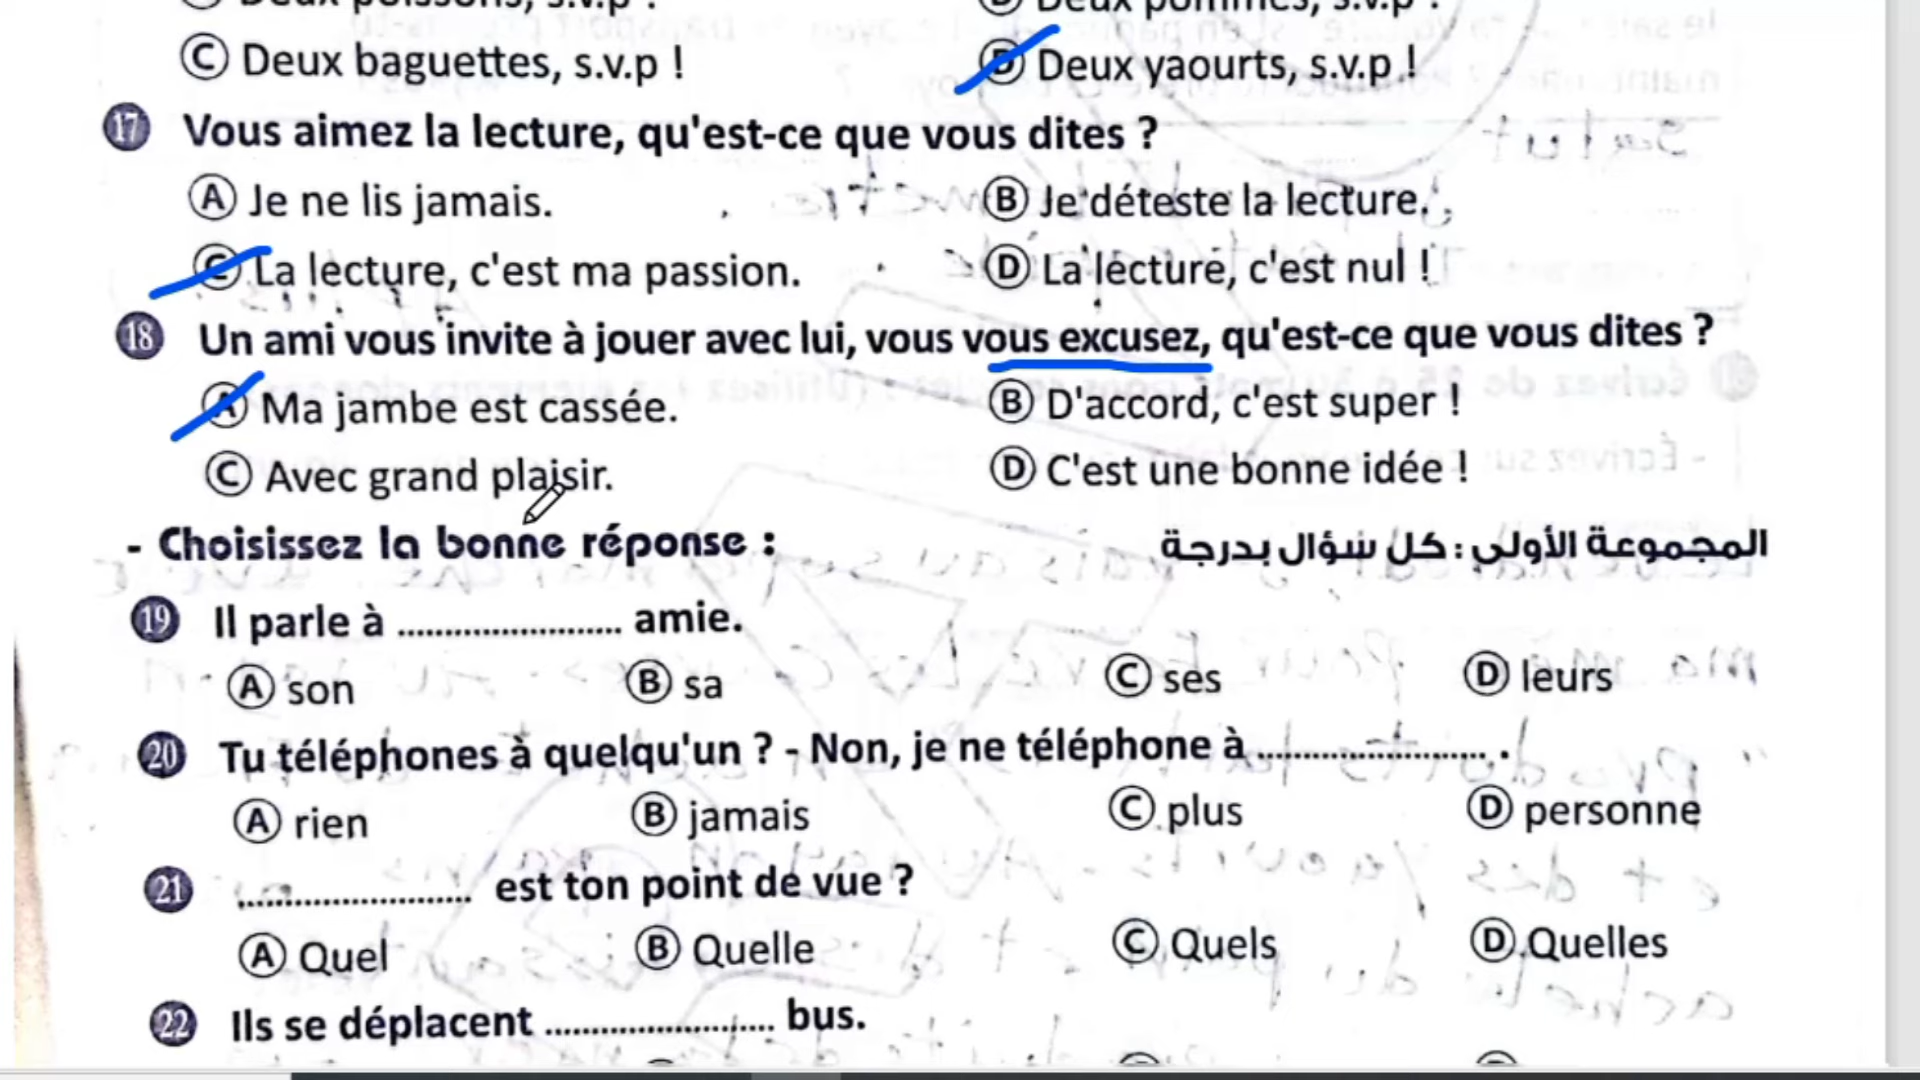 C Deux baguettes, s.v.p !
D Deux yaourts, s.v.p !
17 Vous aimez la lecture, qu'est-ce que vous dites ?
A Je ne lis jamais.
B Je déteste la lecture.
C La lecture, c'est ma passion.
D La lecture, c'est nul !
18 Un ami vous invite à jouer avec lui, vous vous excusez, qu'est-ce que vous dites ?
A Ma jambe est cassée.
B D'accord, c'est super !
C Avec grand plaisir.
D C'est une bonne idée !
- Choisissez la bonne réponse :
المجموعة الأولى : كل سؤال بدرجة
19 Il parle à ........................ amie.
A son B sa C ses D leurs
20 Tu téléphones à quelqu'un ? - Non, je ne téléphone à ........................ .
A rien B jamais C plus D personne
21 ........................ est ton point de vue ?
A Quel B Quelle C Quels D Quelles
22 Ils se déplacent ........................ bus.